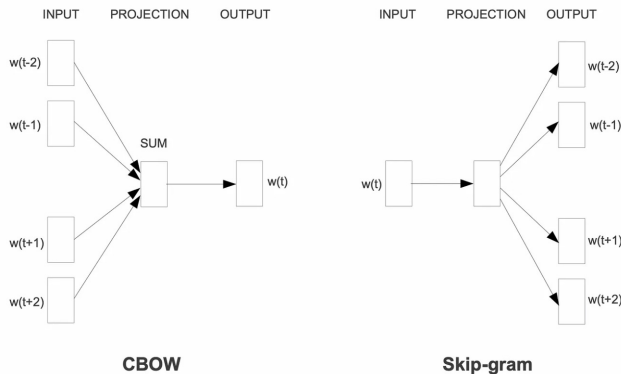 INPUT PROJECTION OUTPUT
w(t-2)
w(t-1)
SUM
w(t)
w(t+1)
w(t+2)
CBOW
INPUT PROJECTION OUTPUT
w(t-2)
w(t-1)
w(t)
w(t+1)
w(t+2)
Skip-gram